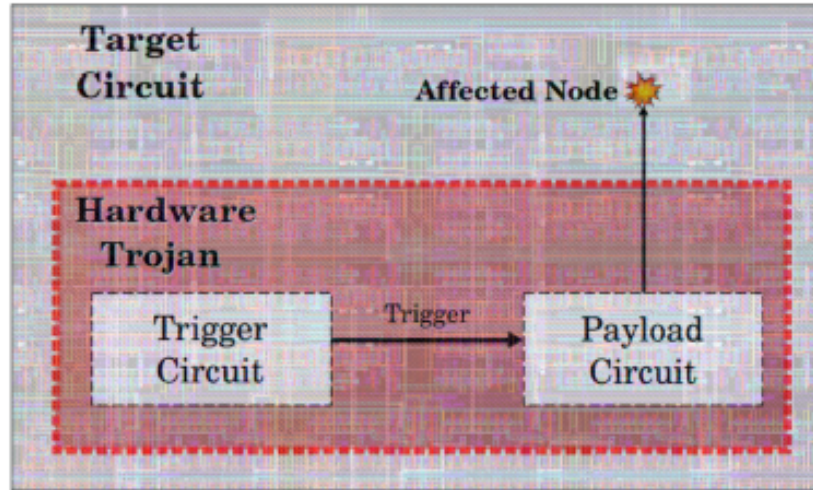 Target
Circuit
Affected Node
Hardware
Trojan
Trigger
Circuit
Trigger
Payload
Circuit